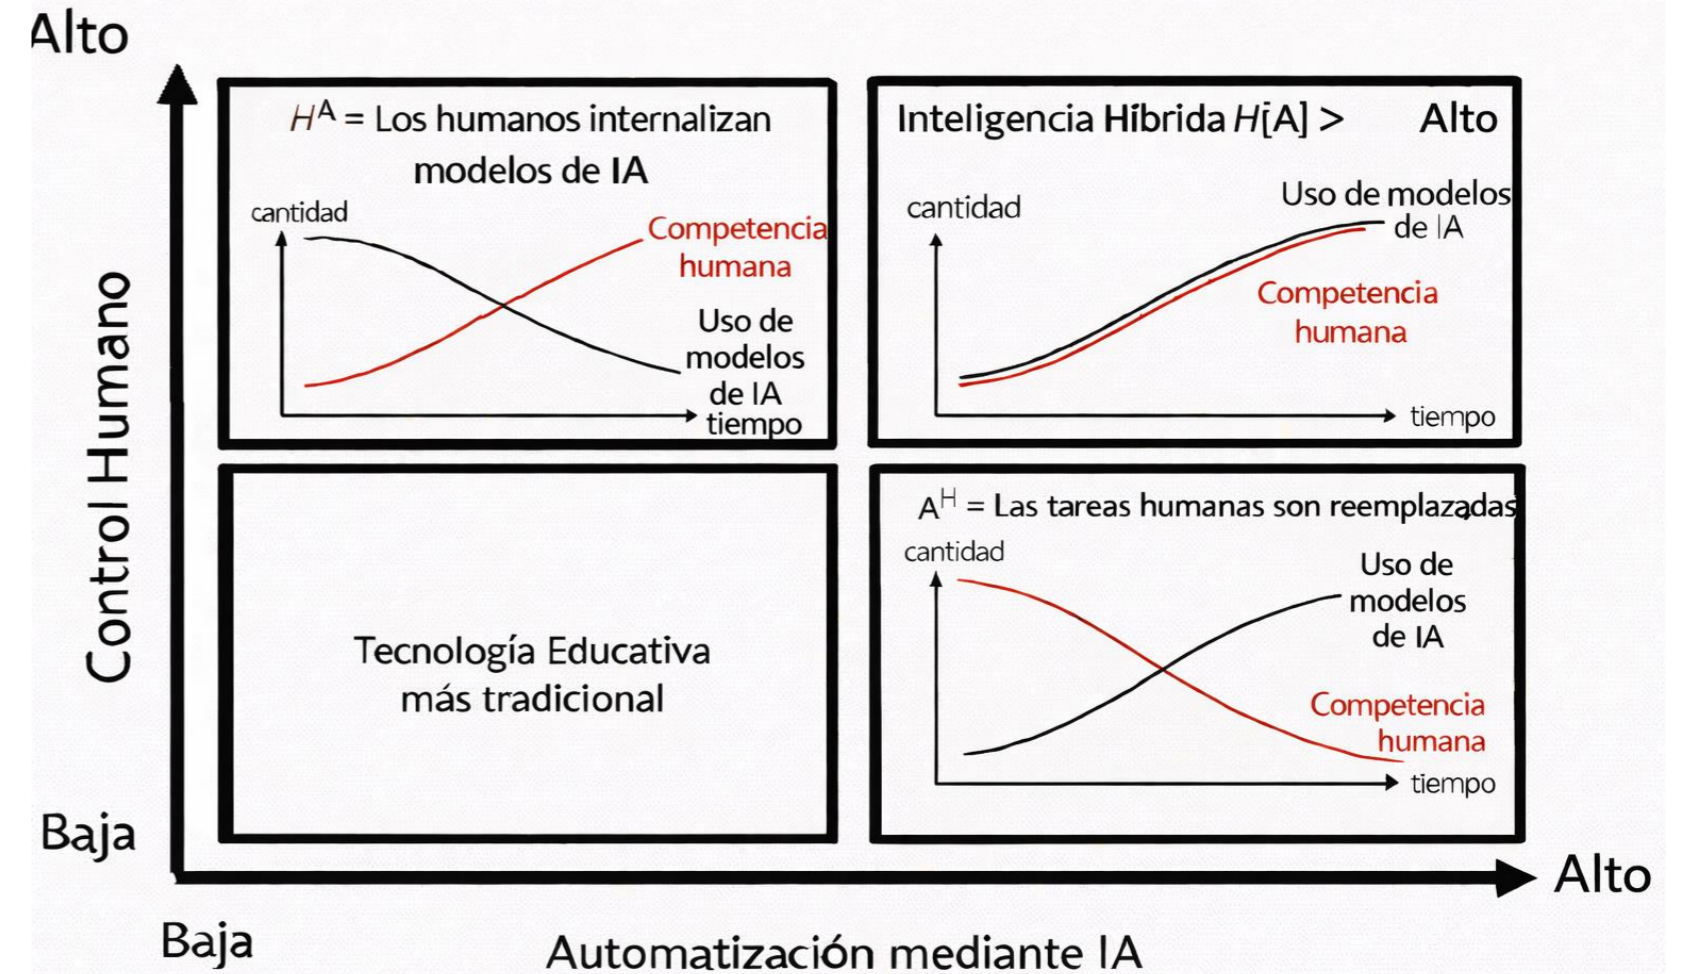 Alto
Control Humano
Baja
H^A = Los humanos internalizan
modelos de IA
cantidad
Competencia
humana
Uso de
modelos
de IA
tiempo
Inteligencia Híbrida H[A] > Alto
cantidad
Uso de modelos
de IA
Competencia
humana
tiempo
Tecnología Educativa
más tradicional
A^H = Las tareas humanas son reemplazadas
cantidad
Uso de
modelos
de IA
Competencia
humana
tiempo
Alto
Baja
Automatización mediante IA